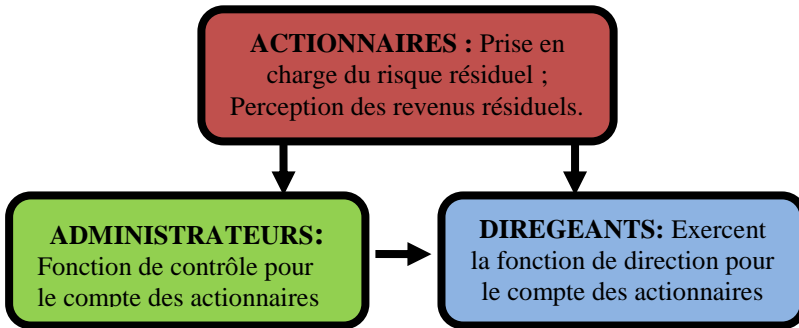 ACTIONNAIRES : Prise en
charge du risque résiduel ;
Perception des revenus résiduels.
ADMINISTRATEURS:
Fonction de contrôle pour
le compte des actionnaires
DIREGEANTS: Exercent
la fonction de direction pour
le compte des actionnaires